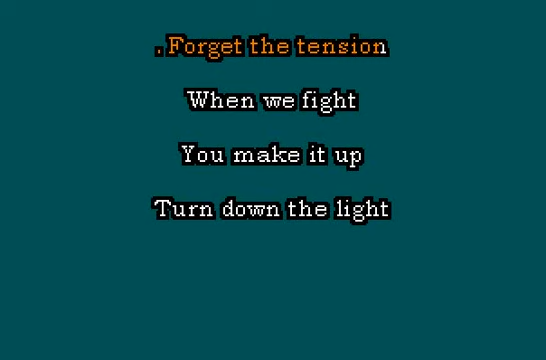 . Forget the tension
When we fight
You make it up
Turn down the light